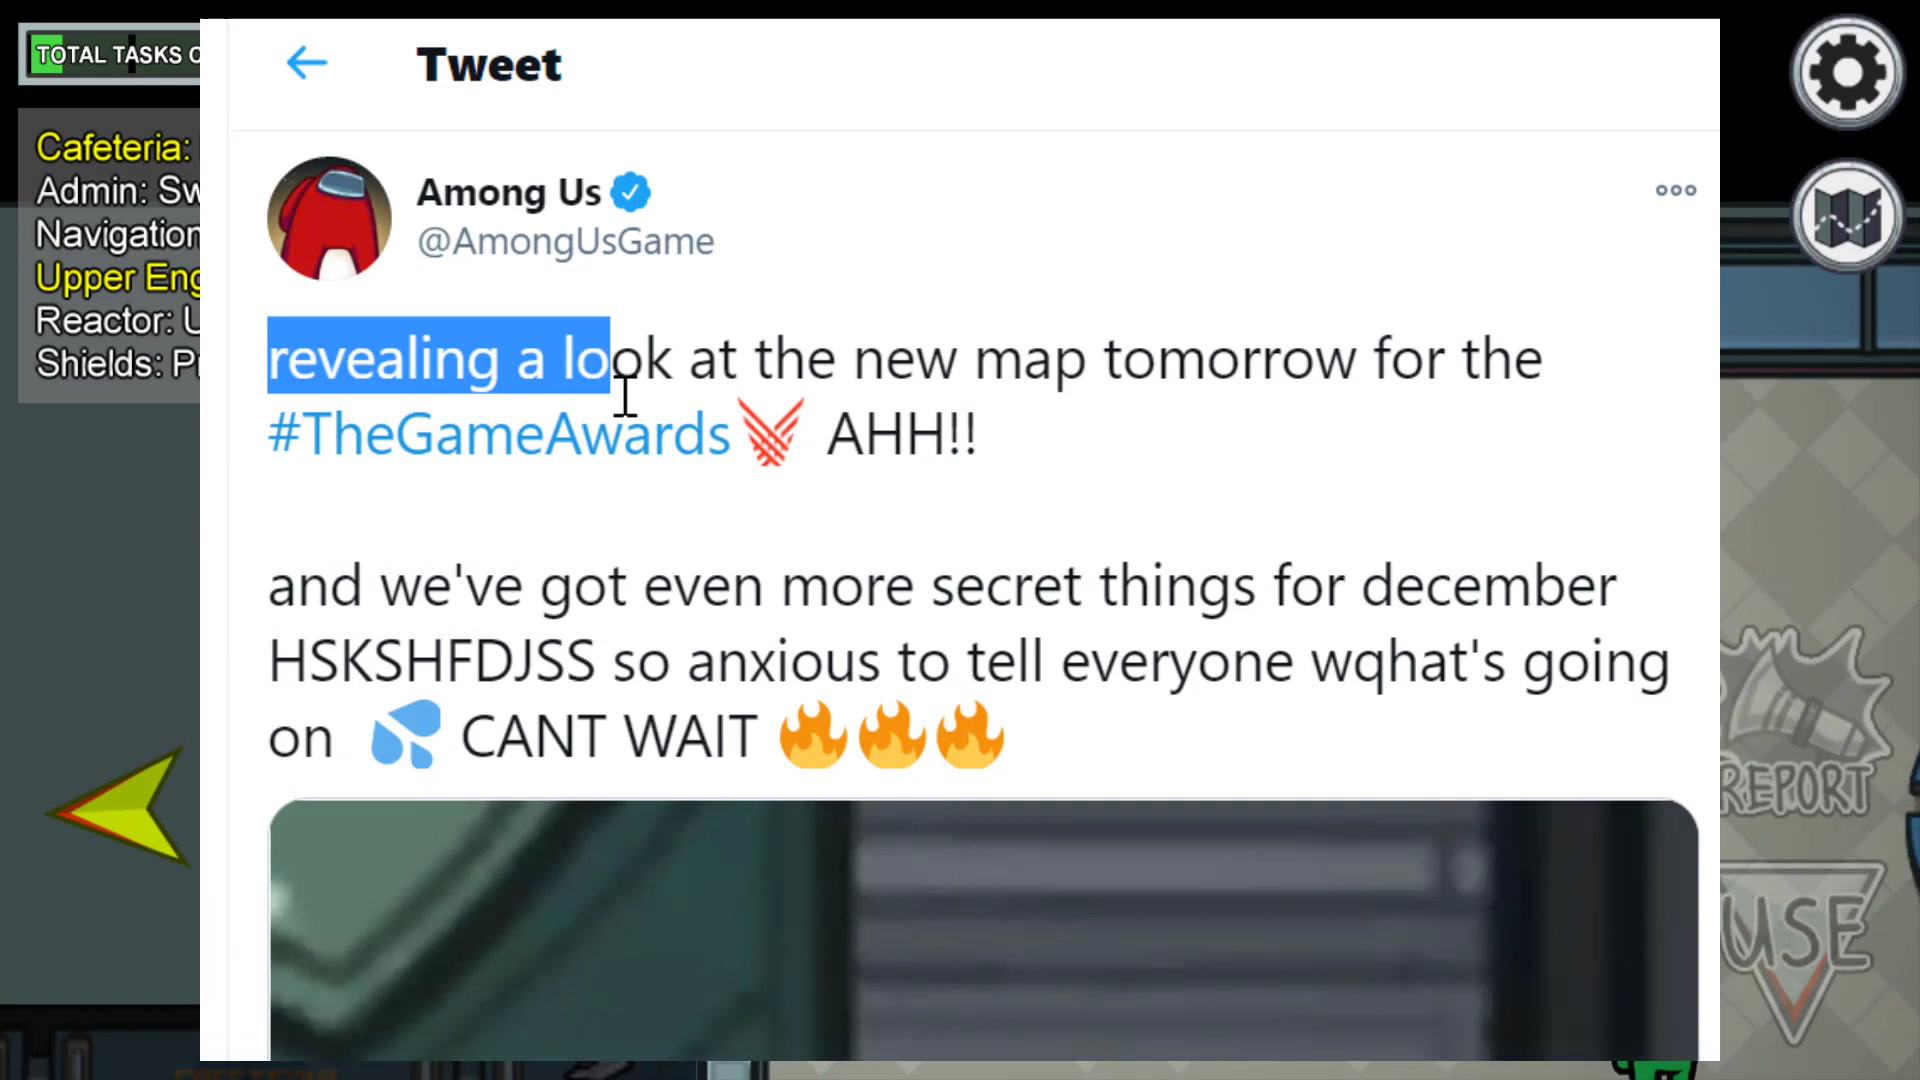 TOTAL TASKS
Tweet
Cafeteria:
Admin: Sw
Navigation
Upper Eng
Reactor: U
Shields: Pr
Among Us
@AmongUsGame
revealing a look at the new map tomorrow for the
#TheGameAwards AHH!!
and we've got even more secret things for december
HSKSHFDJSS so anxious to tell everyone wqhat's going
on 💦 CANT WAIT 🔥🔥🔥
REPORT
USE